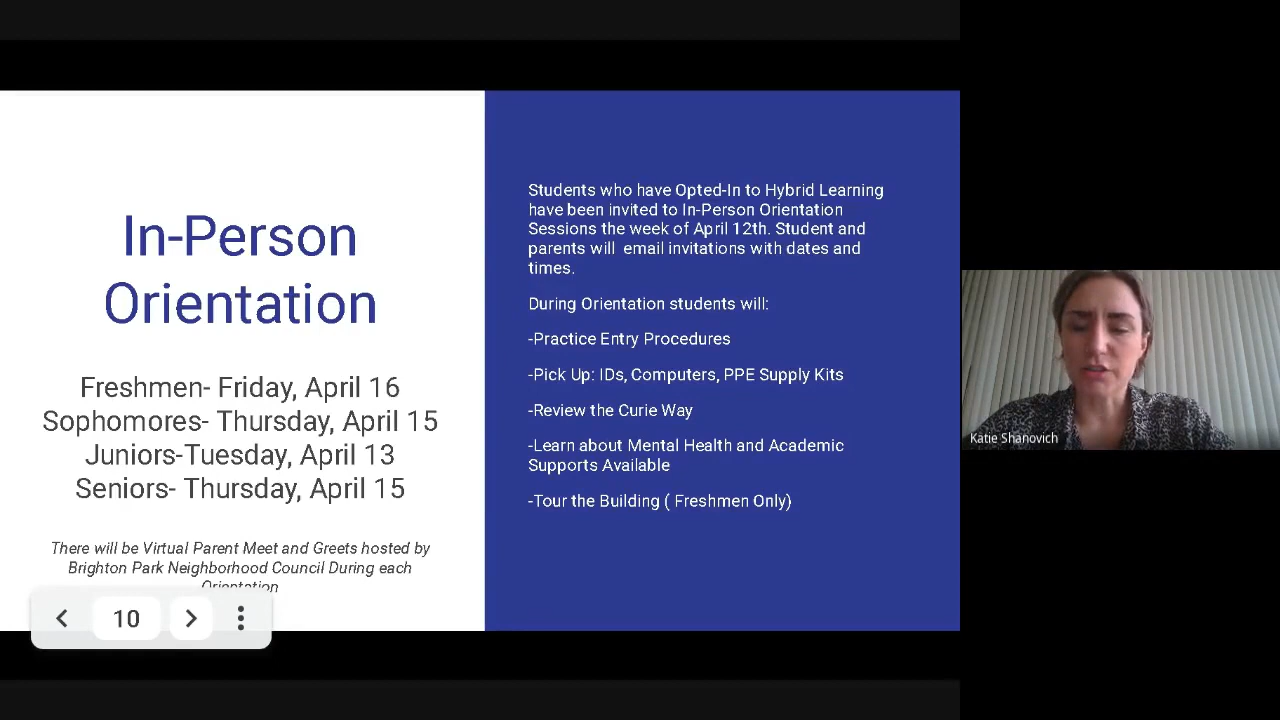 In-Person
Orientation
Freshmen- Friday, April 16
Sophomores- Thursday, April 15
Juniors-Tuesday, April 13
Seniors- Thursday, April 15
There will be Virtual Parent Meet and Greets hosted by
Brighton Park Neighborhood Council During each
Orientation
10
Students who have Opted-In to Hybrid Learning
have been invited to In-Person Orientation
Sessions the week of April 12th. Student and
parents will  email invitations with dates and
times.
During Orientation students will:
-Practice Entry Procedures
-Pick Up: IDs, Computers, PPE Supply Kits
-Review the Curie Way
-Learn about Mental Health and Academic
Supports Available
-Tour the Building ( Freshmen Only)
Katie Shanovich